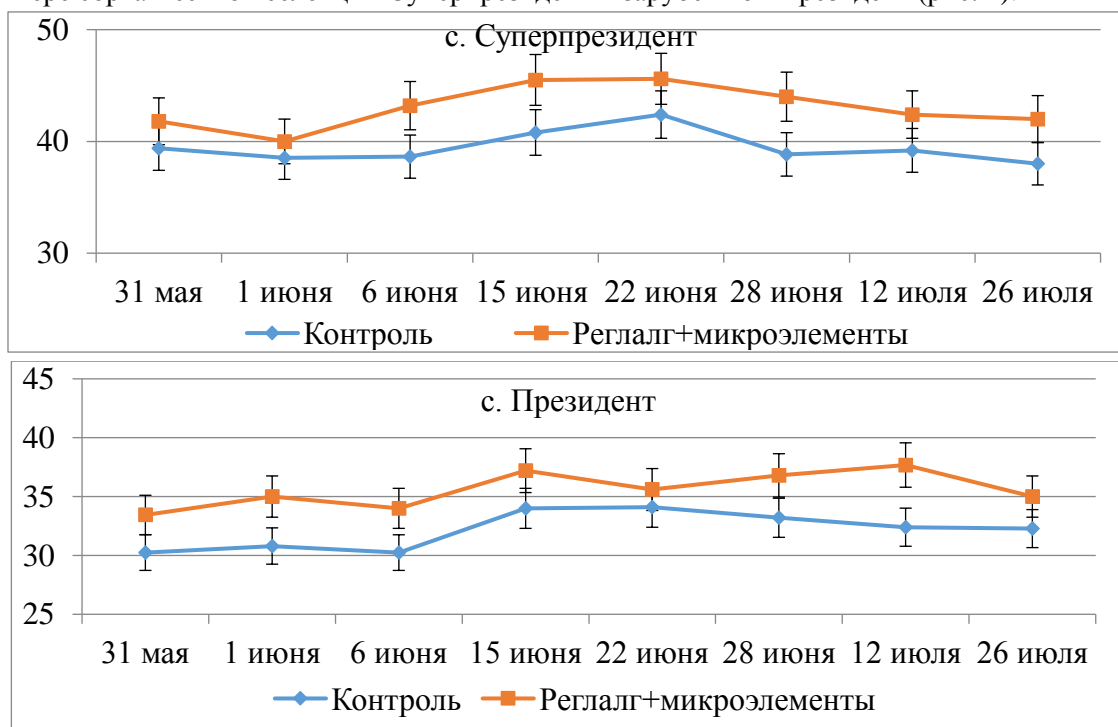 50
с. Суперпрезидент
40
30
31 мая 1 июня 6 июня 15 июня 22 июня 28 июня 12 июля 26 июля
Контроль Реглалг+микроэлементы
45
с. Президент
40
35
30
25
31 мая 1 июня 6 июня 15 июня 22 июня 28 июня 12 июля 26 июля
Контроль Реглалг+микроэлементы